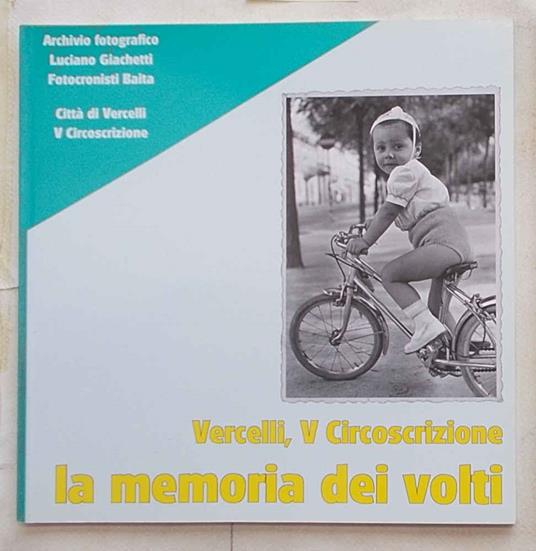 Archivio fotografico
Luciano Giachetti
Fotocronisti Baita
Città di Vercelli
V Circoscrizione
Vercelli, V Circoscrizione
la memoria dei volti